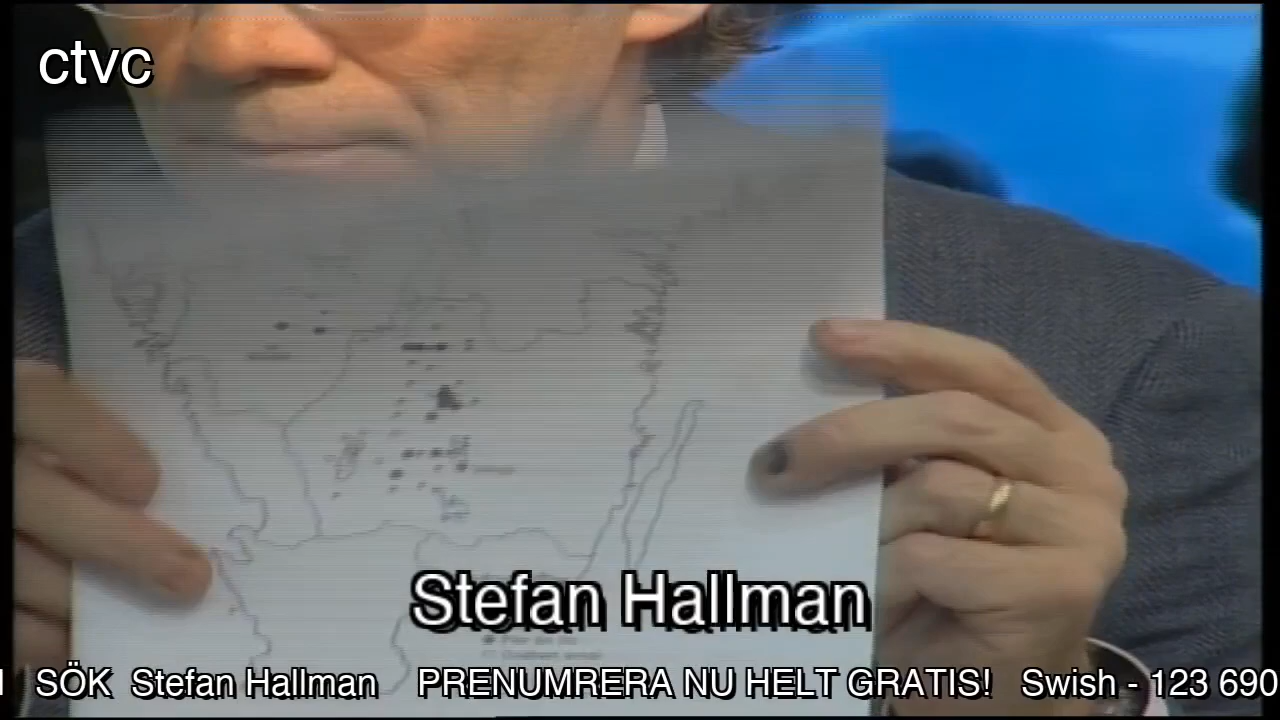 ctvc
Stefan Hallman
SÖK Stefan Hallman PRENUMRERA NU HELT GRATIS! Swish - 123 690